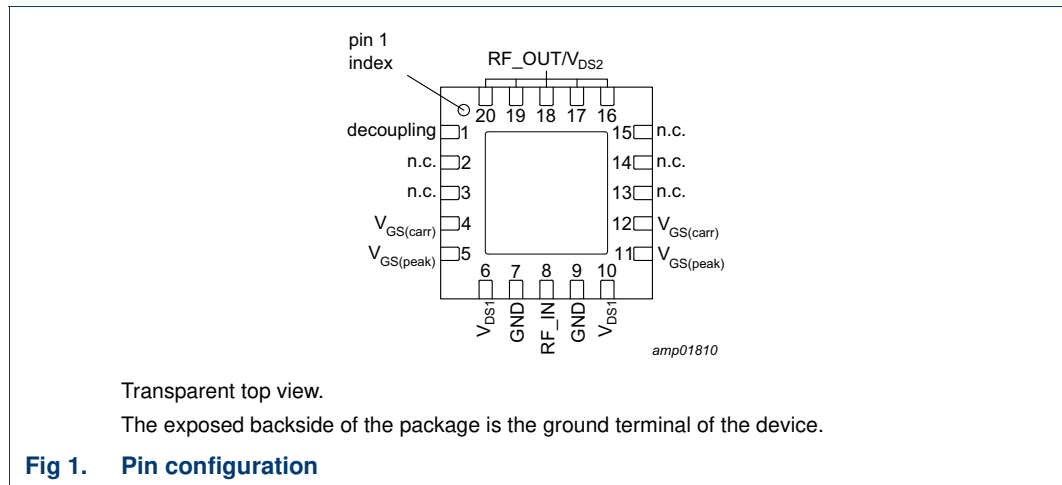 pin 1
index
RF_OUT/VDS2
20 19 18 17 16
decoupling 1 15 n.c.
n.c. 2 14 n.c.
n.c. 3 13 n.c.
VGS(carr) 4 12 VGS(carr)
VGS(peak) 5 11 VGS(peak)
6 7 8 9 10
VDS1 GND RF_IN GND VDS1
amp01810
Transparent top view.
The exposed backside of the package is the ground terminal of the device.
Fig 1. Pin configuration